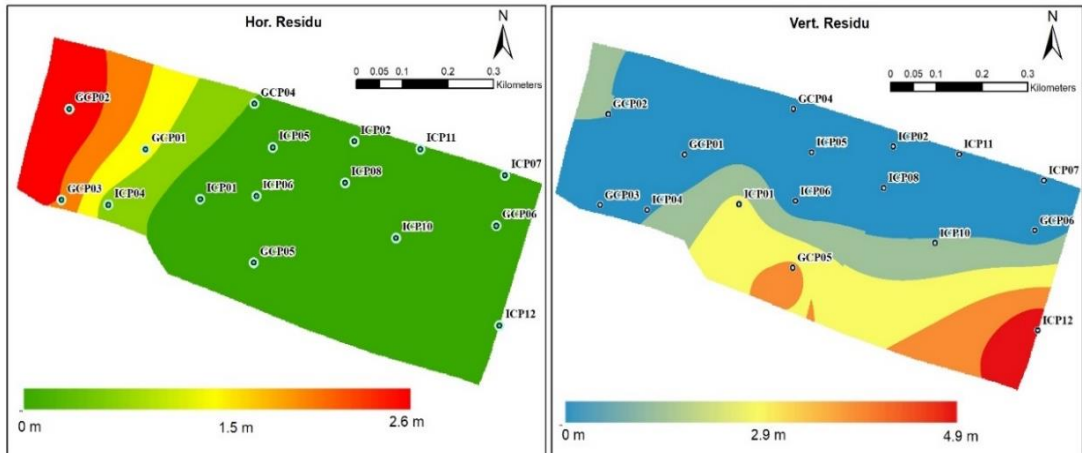 Hor. Residu
N
0 0.05 0.1 0.2 0.3
Kilometers
GCP02
GCP04
GCP01
ICP05
ICP02
ICP11
ICP07
GCP03
ICP04
ICP01
ICP06
ICP08
GCP06
ICP10
GCP05
ICP12
0 m 1.5 m 2.6 m
Vert. Residu
N
0 0.05 0.1 0.2 0.3
Kilometers
GCP02
GCP04
GCP01
ICP05
ICP02
ICP11
ICP07
GCP03
ICP04
ICP01
ICP06
ICP08
GCP06
ICP10
GCP05
ICP12
0 m 2.9 m 4.9 m